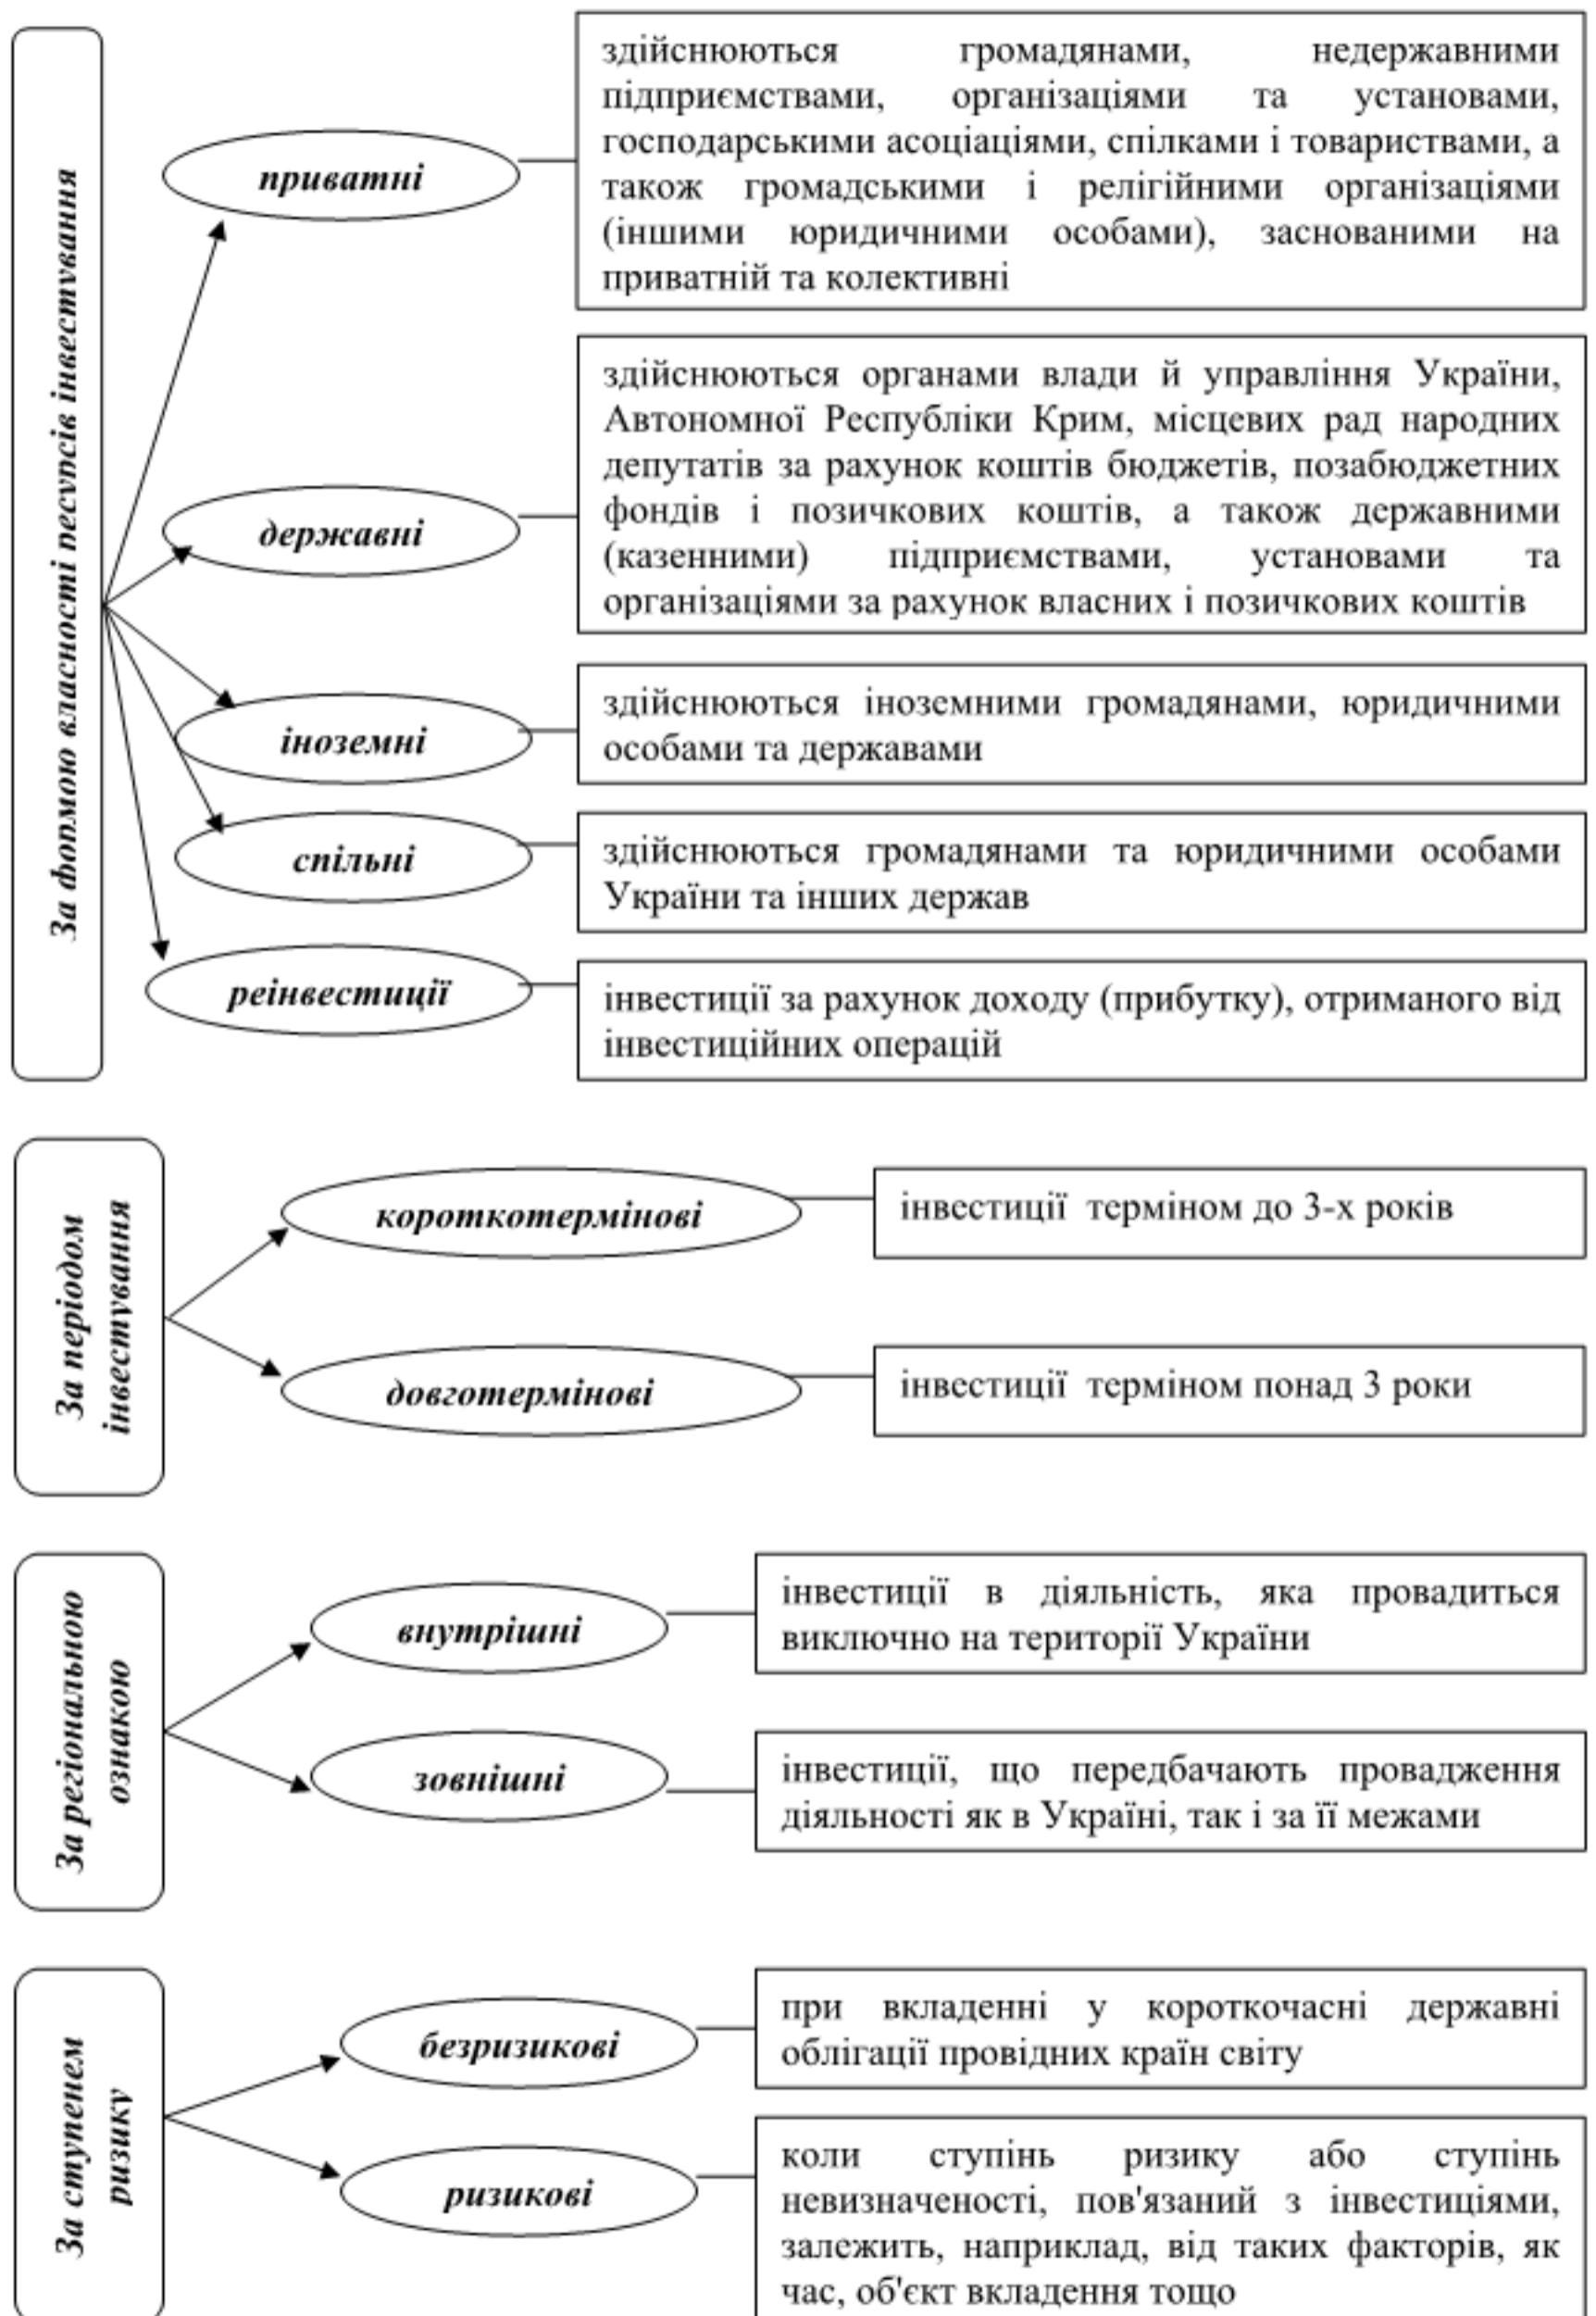 За формою власності ресурсів інвестування
приватні
здійснюються громадянами, недержавними
підприємствами, організаціями та установами,
господарськими асоціаціями, спілками і товариствами, а
також громадськими і релігійними організаціями
(іншими юридичними особами), заснованими на
приватній та колективні
державні
здійснюються органами влади й управління України,
Автономної Республіки Крим, місцевих рад народних
депутатів за рахунок коштів бюджетів, позабюджетних
фондів і позичкових коштів, а також державними
(казенними) підприємствами, установами та
організаціями за рахунок власних і позичкових коштів
іноземні
здійснюються іноземними громадянами, юридичними
особами та державами
спільні
здійснюються громадянами та юридичними особами
України та інших держав
реінвестиції
інвестиції за рахунок доходу (прибутку), отриманого від
інвестиційних операцій
За періодом
інвестування
короткотермінові
інвестиції терміном до 3-х років
довготермінові
інвестиції терміном понад 3 роки
За регіональною
ознакою
внутрішні
інвестиції в діяльність, яка провадиться
виключно на території України
зовнішні
інвестиції, що передбачають провадження
діяльності як в Україні, так і за її межами
За ступенем
ризику
безризикові
при вкладенні у короткочасні державні
облігації провідних країн світу
ризикові
коли ступінь ризику або ступінь
невизначеності, пов'язаний з інвестиціями,
залежить, наприклад, від таких факторів, як
час, об'єкт вкладення тощо